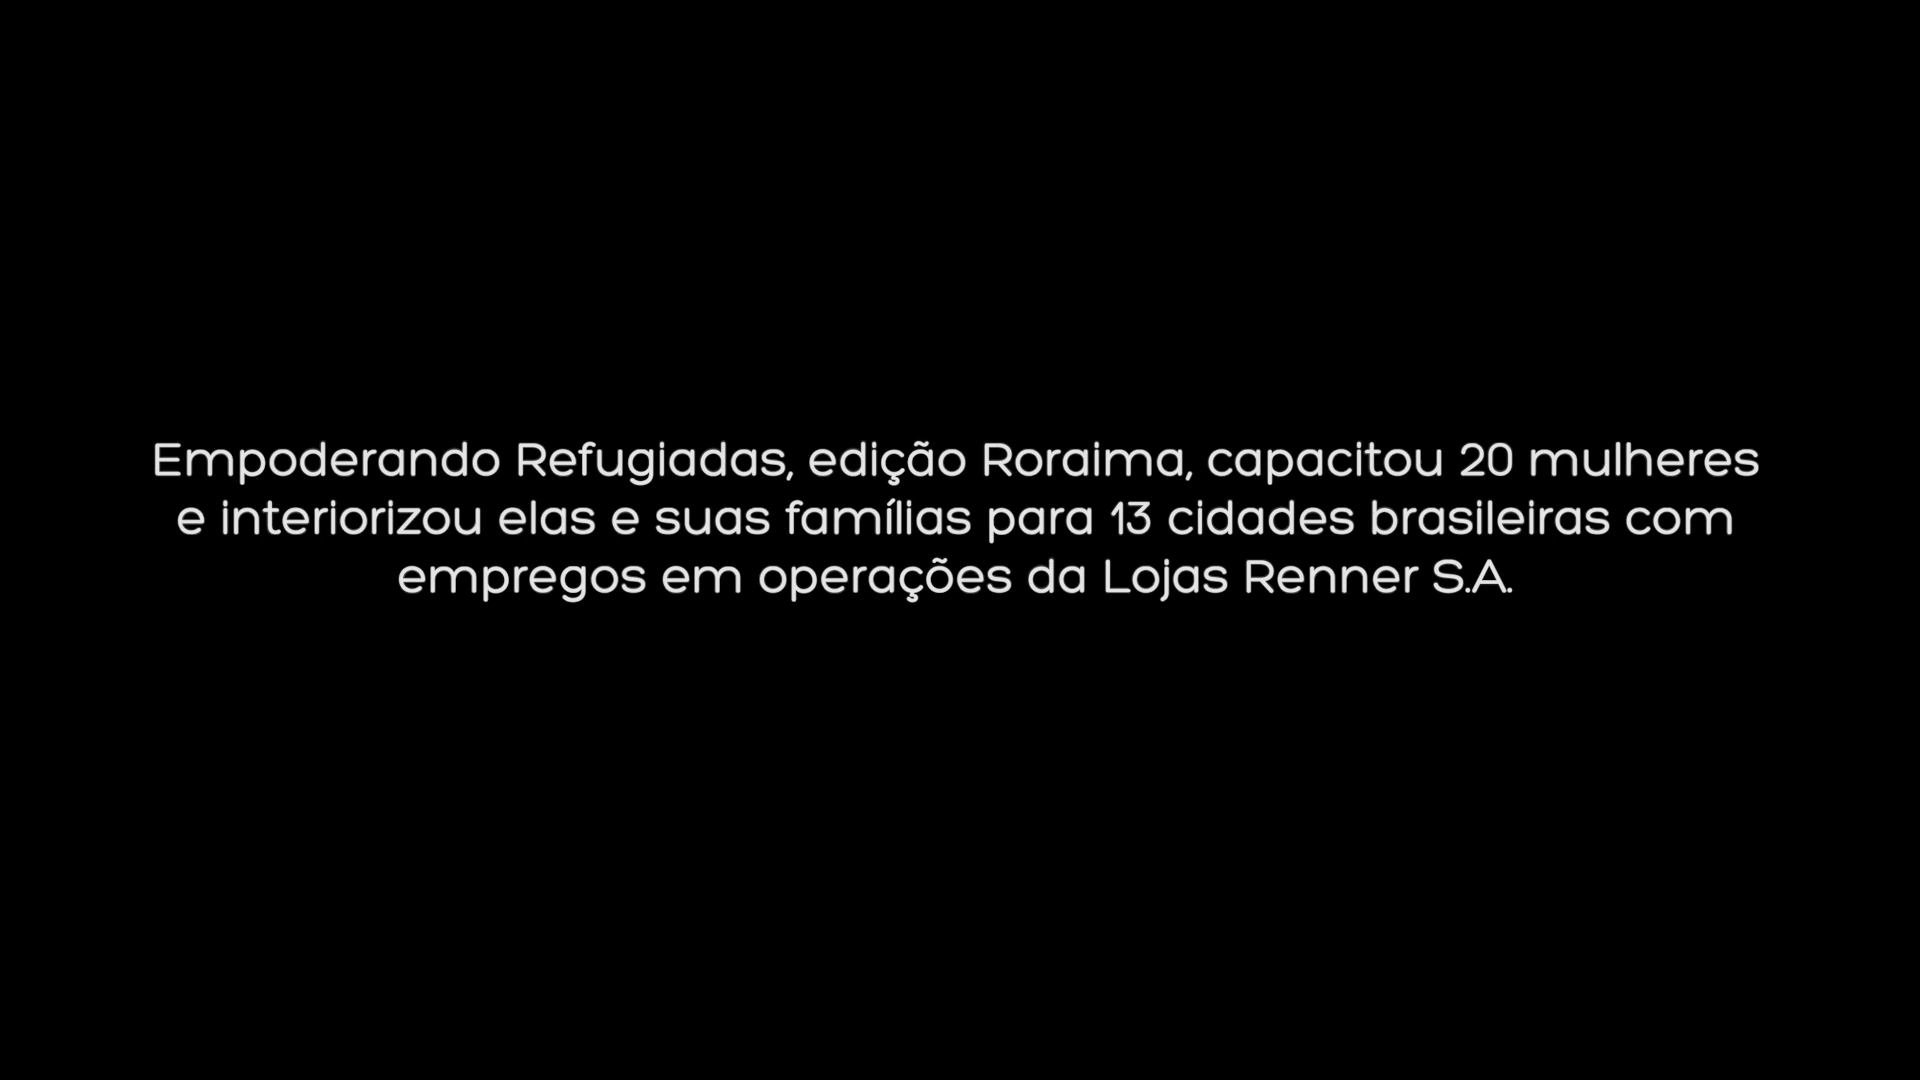 Empoderando Refugiadas, edição Roraima, capacitou 20 mulheres
e interiorizou elas e suas famílias para 13 cidades brasileiras com
empregos em operações da Lojas Renner S.A.